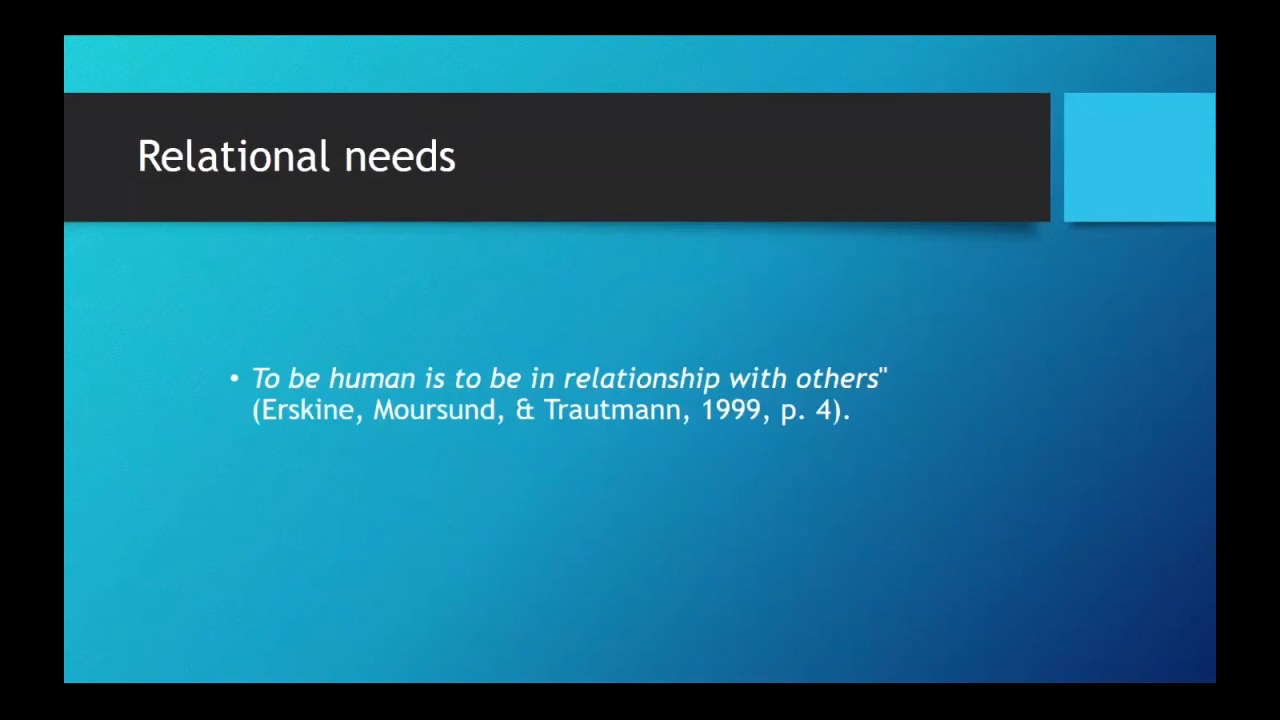 Relational needs
• To be human is to be in relationship with others"
(Erskine, Moursund, & Trautmann, 1999, p. 4).